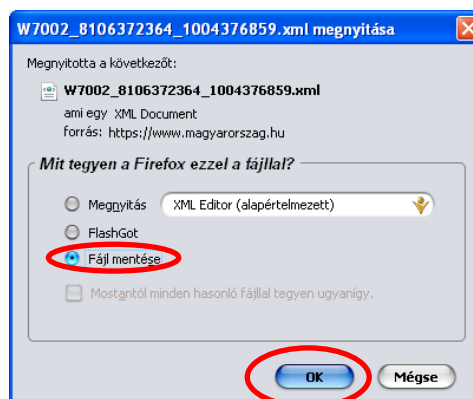 W7002_8106372364_1004376859.xml megnyitása
Megnyitotta a következőt:
W7002_8106372364_1004376859.xml
ami egy XML Document
forrás: https://www.magyarorszag.hu
Mit tegyen a Firefox ezzel a fájllal?
Megnyitás XML Editor (alapértelmezett)
FlashGot
Fájl mentése
Mostantól minden hasonló fájllal tegyen ugyanígy.
OK Mégse